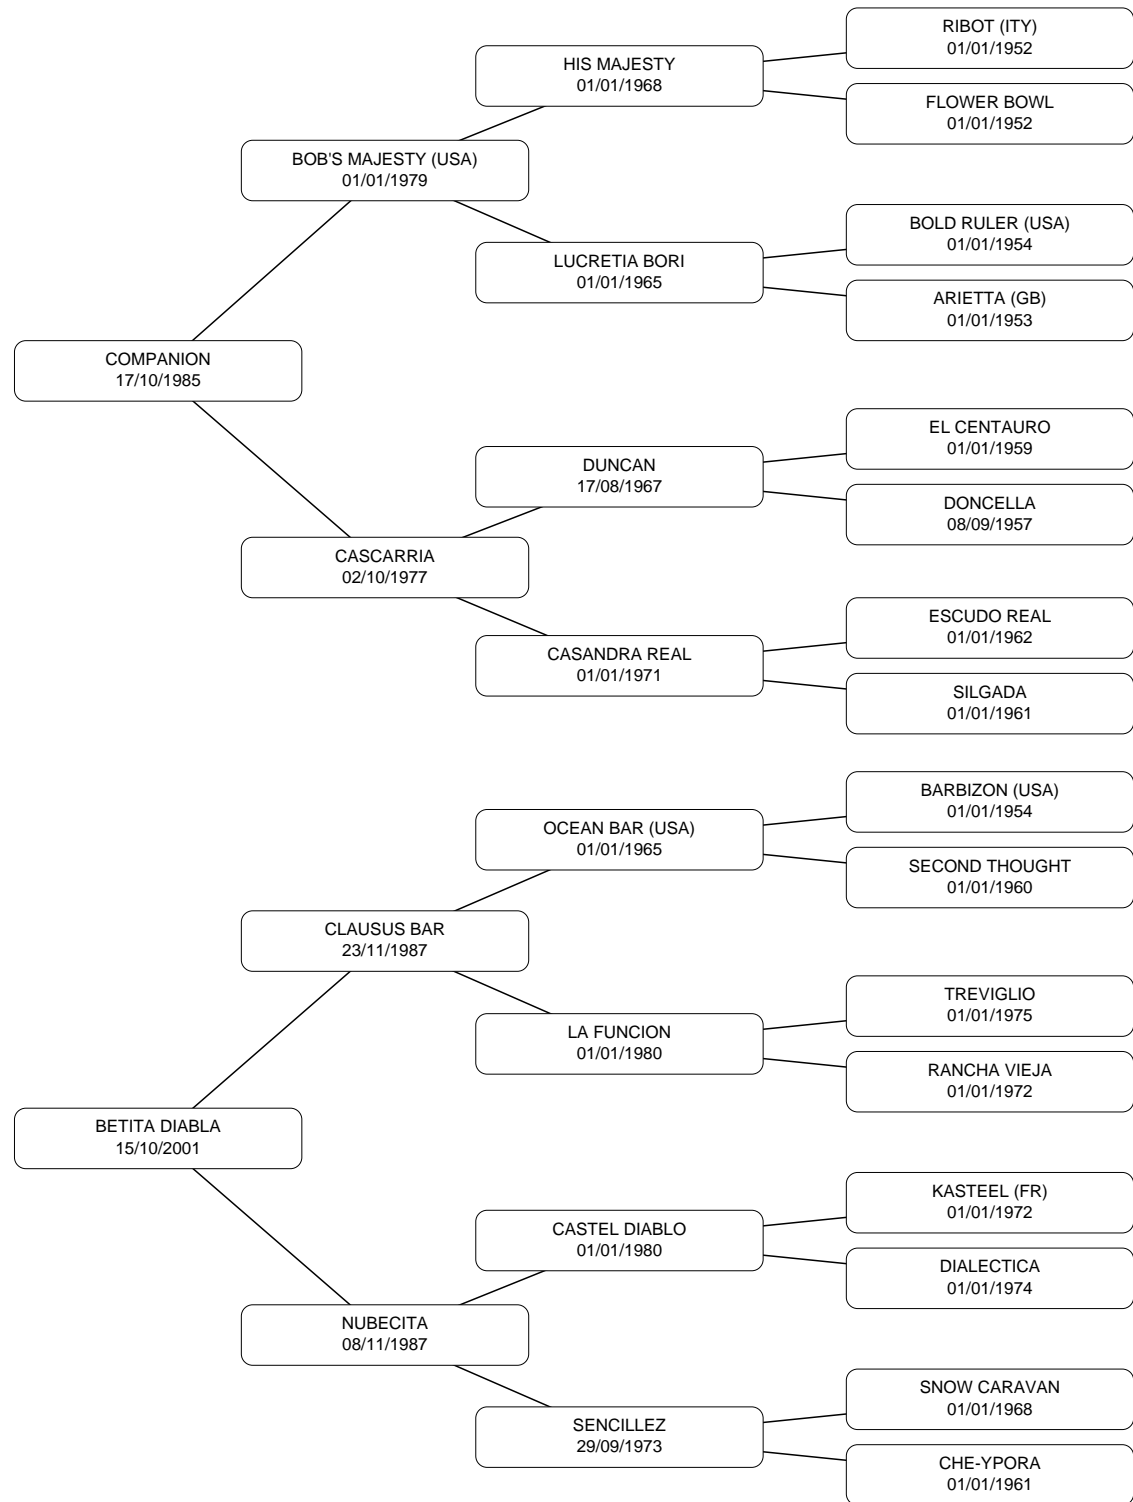 RIBOT (ITY)
01/01/1952
HIS MAJESTY
01/01/1968
FLOWER BOWL
01/01/1952
BOB'S MAJESTY (USA)
01/01/1979
BOLD RULER (USA)
01/01/1954
LUCRETIA BORI
01/01/1965
ARIETTA (GB)
01/01/1953
COMPANION
17/10/1985
EL CENTAURO
01/01/1959
DUNCAN
17/08/1967
DONCELLA
08/09/1957
CASCARRIA
02/10/1977
ESCUDO REAL
01/01/1962
CASANDRA REAL
01/01/1971
SILGADA
01/01/1961
BARBIZON (USA)
01/01/1954
OCEAN BAR (USA)
01/01/1965
SECOND THOUGHT
01/01/1960
CLAUSUS BAR
23/11/1987
TREVIGLIO
01/01/1975
LA FUNCION
01/01/1980
RANCHA VIEJA
01/01/1972
BETITA DIABLA
15/10/2001
KASTEEL (FR)
01/01/1972
CASTEL DIABLO
01/01/1980
DIALECTICA
01/01/1974
NUBECITA
08/11/1987
SNOW CARAVAN
01/01/1968
SENCILLEZ
29/09/1973
CHE-YPORA
01/01/1961